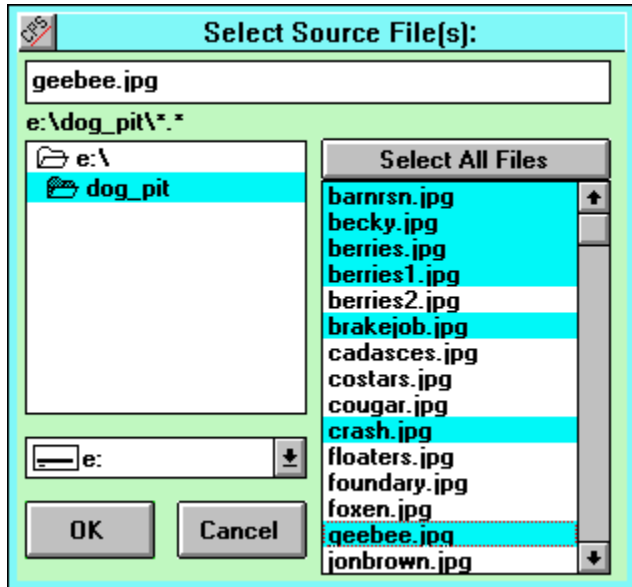 CPS
Select Source File(s):
geebee.jpg
e:\dog_pit\*.*
e:\
dog_pit
Select All Files
barnrsn.jpg
becky.jpg
berries.jpg
berries1.jpg
berries2.jpg
brakejob.jpg
cadasces.jpg
costars.jpg
cougar.jpg
crash.jpg
floaters.jpg
foundary.jpg
foxen.jpg
geebee.jpg
jonbrown.jpg
e:
OK
Cancel